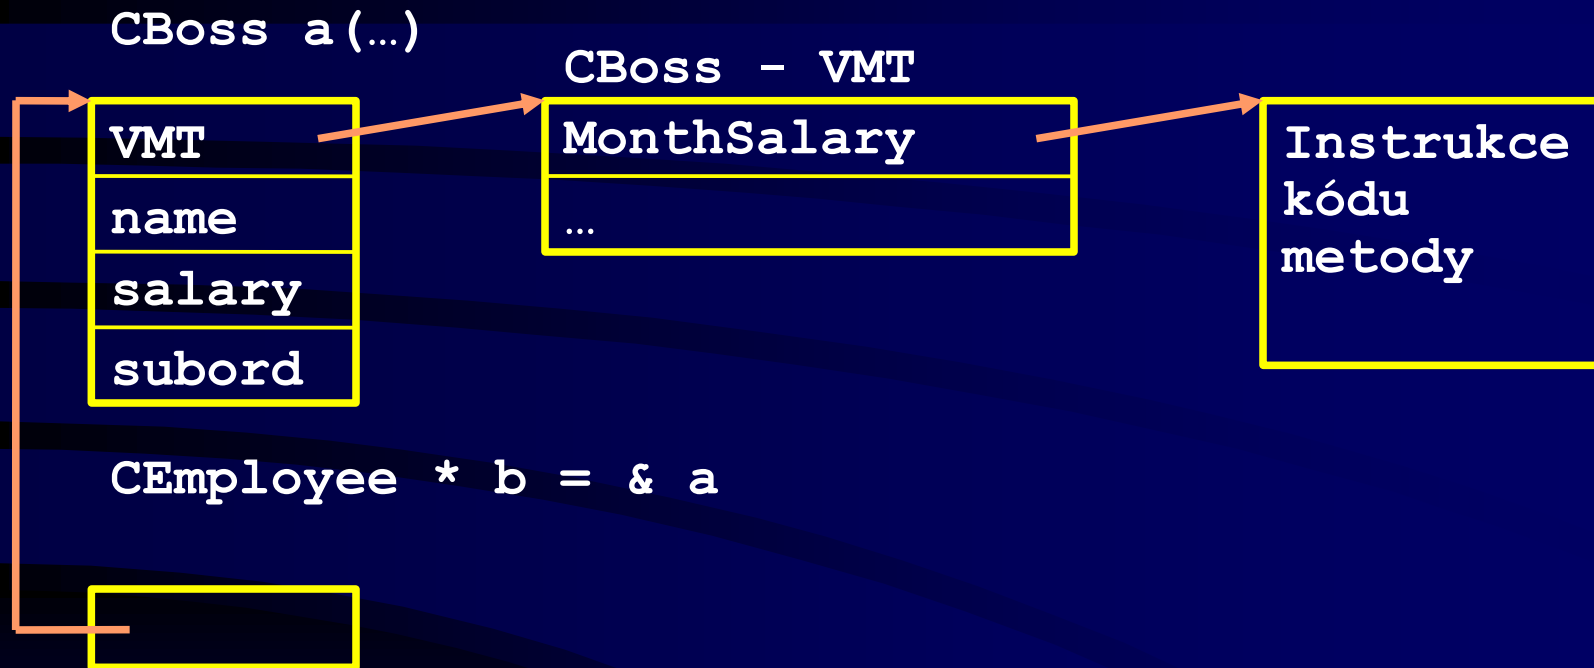 CBoss a(…)
CBoss - VMT
VMT
name
salary
subord
MonthSalary
…
Instrukce
kódu
metody
CEmployee * b = & a